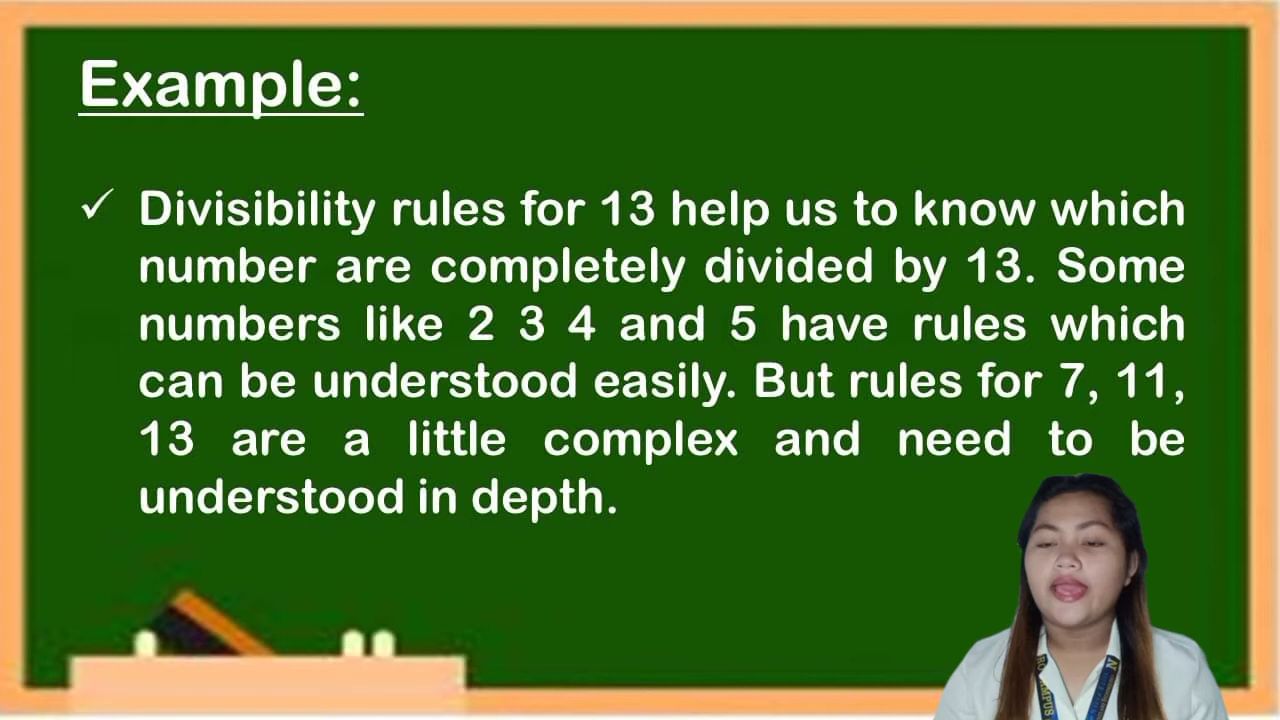 Example:
✓ Divisibility rules for 13 help us to know which
number are completely divided by 13. Some
numbers like 2 3 4 and 5 have rules which
can be understood easily. But rules for 7, 11,
13 are a little complex and need to be
understood in depth.